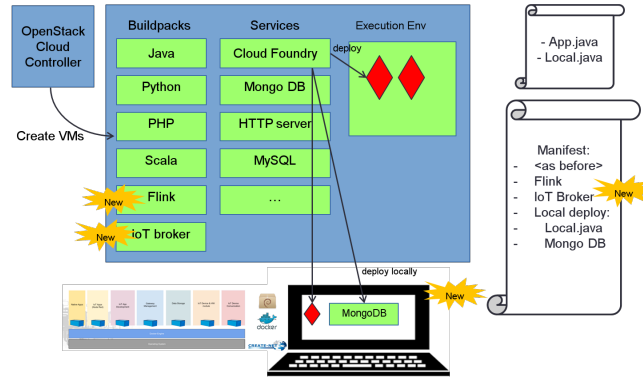 OpenStack
Cloud
Controller
Create VMs
Buildpacks
Java
Python
PHP
Scala
Flink
IoT broker
New
New
Services
Cloud Foundry
Mongo DB
HTTP server
MySQL
...
Execution Env
deploy
deploy locally
- App.java
- Local.java
Manifest:
- <as before>
- Flink
- IoT Broker
- Local deploy:
- Local.java
- Mongo DB
New
New
MongoDB
docker
CREATE-NET